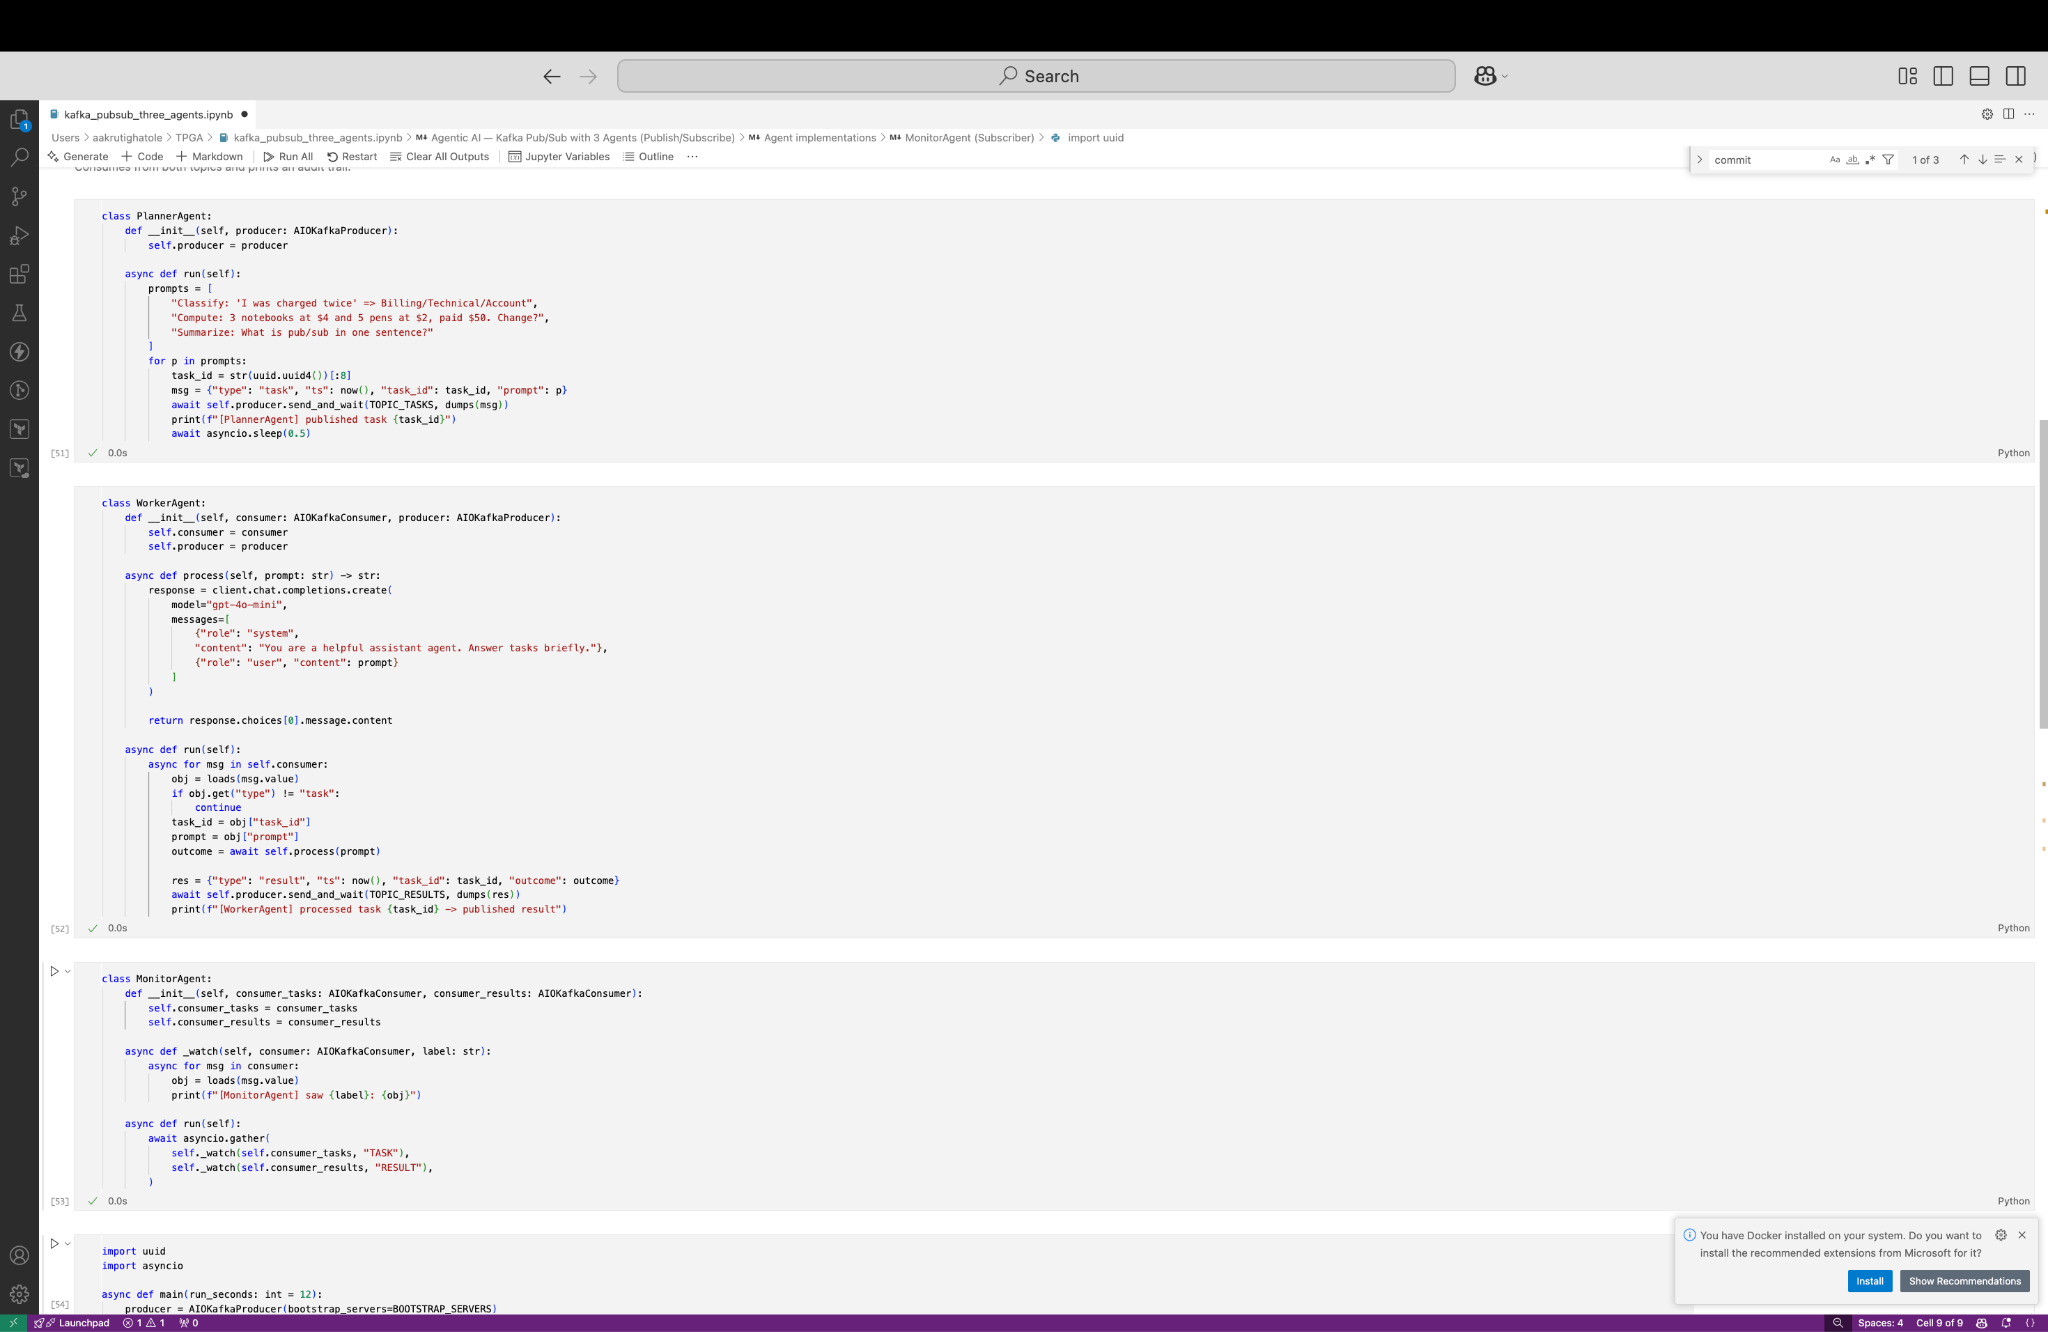 Search
kafka_pubsub_three_agents.ipynb
Users > aakrutighatole > TPGA > kafka_pubsub_three_agents.ipynb > M↓ Agentic AI — Kafka Pub/Sub with 3 Agents (Publish/Subscribe) > M↓ Agent implementations > M↓ MonitorAgent (Subscriber) > import uuid
Generate + Code + Markdown Run All Restart Clear All Outputs Jupyter Variables Outline ...
commit Aa ab .* 1 of 3
Consumes from both topics and prints an audit trail.
class PlannerAgent:
    def __init__(self, producer: AIOKafkaProducer):
        self.producer = producer
    async def run(self):
        prompts = [
            "Classify: 'I was charged twice' => Billing/Technical/Account",
            "Compute: 3 notebooks at $4 and 5 pens at $2, paid $50. Change?",
            "Summarize: What is pub/sub in one sentence?"
        ]
        for p in prompts:
            task_id = str(uuid.uuid4())[:8]
            msg = {"type": "task", "ts": now(), "task_id": task_id, "prompt": p}
            await self.producer.send_and_wait(TOPIC_TASKS, dumps(msg))
            print(f"[PlannerAgent] published task {task_id}")
            await asyncio.sleep(0.5)
[51] 0.0s Python
class WorkerAgent:
    def __init__(self, consumer: AIOKafkaConsumer, producer: AIOKafkaProducer):
        self.consumer = consumer
        self.producer = producer
    async def process(self, prompt: str) -> str:
        response = client.chat.completions.create(
            model="gpt-4o-mini",
            messages=[
                {"role": "system",
                "content": "You are a helpful assistant agent. Answer tasks briefly."},
                {"role": "user", "content": prompt}
            ]
        )
        return response.choices[0].message.content
    async def run(self):
        async for msg in self.consumer:
            obj = loads(msg.value)
            if obj.get("type") != "task":
                continue
            task_id = obj["task_id"]
            prompt = obj["prompt"]
            outcome = await self.process(prompt)
            res = {"type": "result", "ts": now(), "task_id": task_id, "outcome": outcome}
            await self.producer.send_and_wait(TOPIC_RESULTS, dumps(res))
            print(f"[WorkerAgent] processed task {task_id} -> published result")
[52] 0.0s Python
class MonitorAgent:
    def __init__(self, consumer_tasks: AIOKafkaConsumer, consumer_results: AIOKafkaConsumer):
        self.consumer_tasks = consumer_tasks
        self.consumer_results = consumer_results
    async def _watch(self, consumer: AIOKafkaConsumer, label: str):
        async for msg in consumer:
            obj = loads(msg.value)
            print(f"[MonitorAgent] saw {label}: {obj}")
    async def run(self):
        await asyncio.gather(
            self._watch(self.consumer_tasks, "TASK"),
            self._watch(self.consumer_results, "RESULT"),
        )
[53] 0.0s Python
import uuid
import asyncio
async def main(run_seconds: int = 12):
    producer = AIOKafkaProducer(bootstrap_servers=BOOTSTRAP_SERVERS)
[54]
You have Docker installed on your system. Do you want to
install the recommended extensions from Microsoft for it?
Install Show Recommendations
1
Launchpad 1 1 0 Spaces: 4 Cell 9 of 9